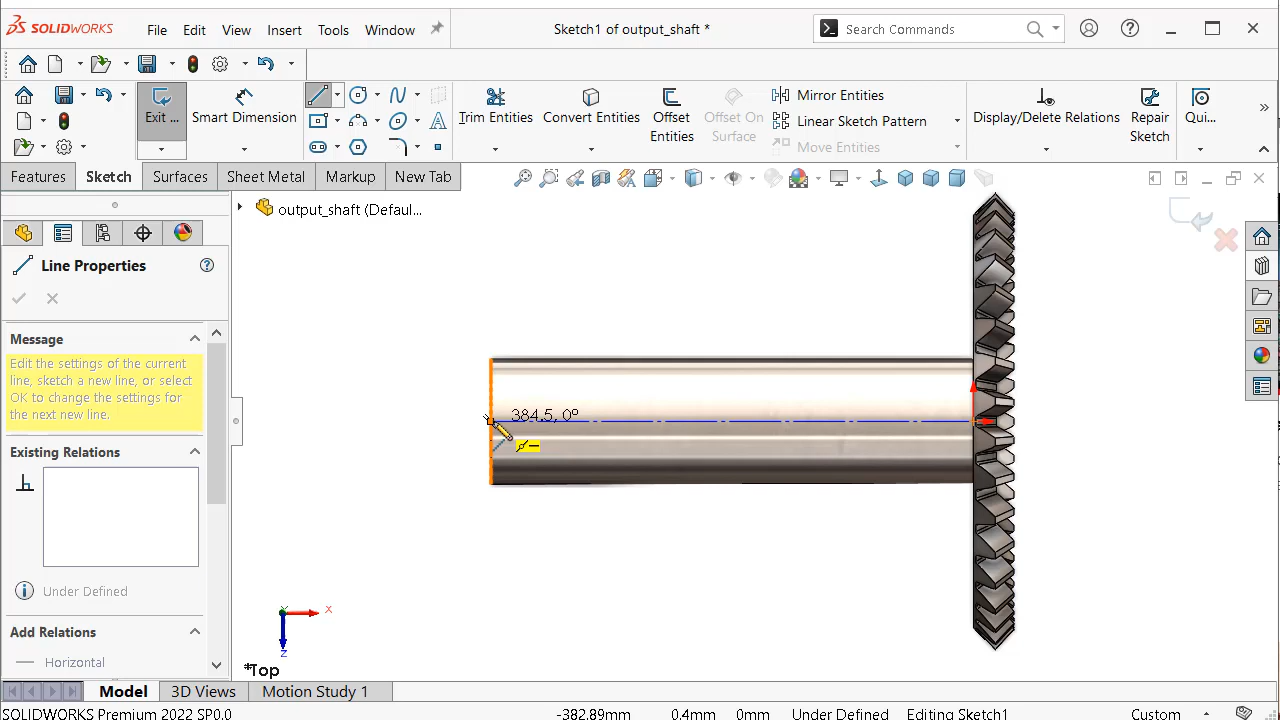 SOLIDWORKS File Edit View Insert Tools Window Sketch1 of output_shaft * Search Commands
Exit ... Smart Dimension Trim Entities Convert Entities Offset Entities Offset On Surface Mirror Entities Linear Sketch Pattern Move Entities Display/Delete Relations Repair Sketch Qui...
Features Sketch Surfaces Sheet Metal Markup New Tab
output_shaft (Defaul...
Line Properties
Message
Edit the settings of the current
line, sketch a new line, or select
OK to change the settings for
the next new line.
Existing Relations
Under Defined
Add Relations
Horizontal
384.5, 0°
x
Y
z
*Top
Model 3D Views Motion Study 1
SOLIDWORKS Premium 2022 SP0.0 -382.89mm 0.4mm 0mm Under Defined Editing Sketch1 Custom